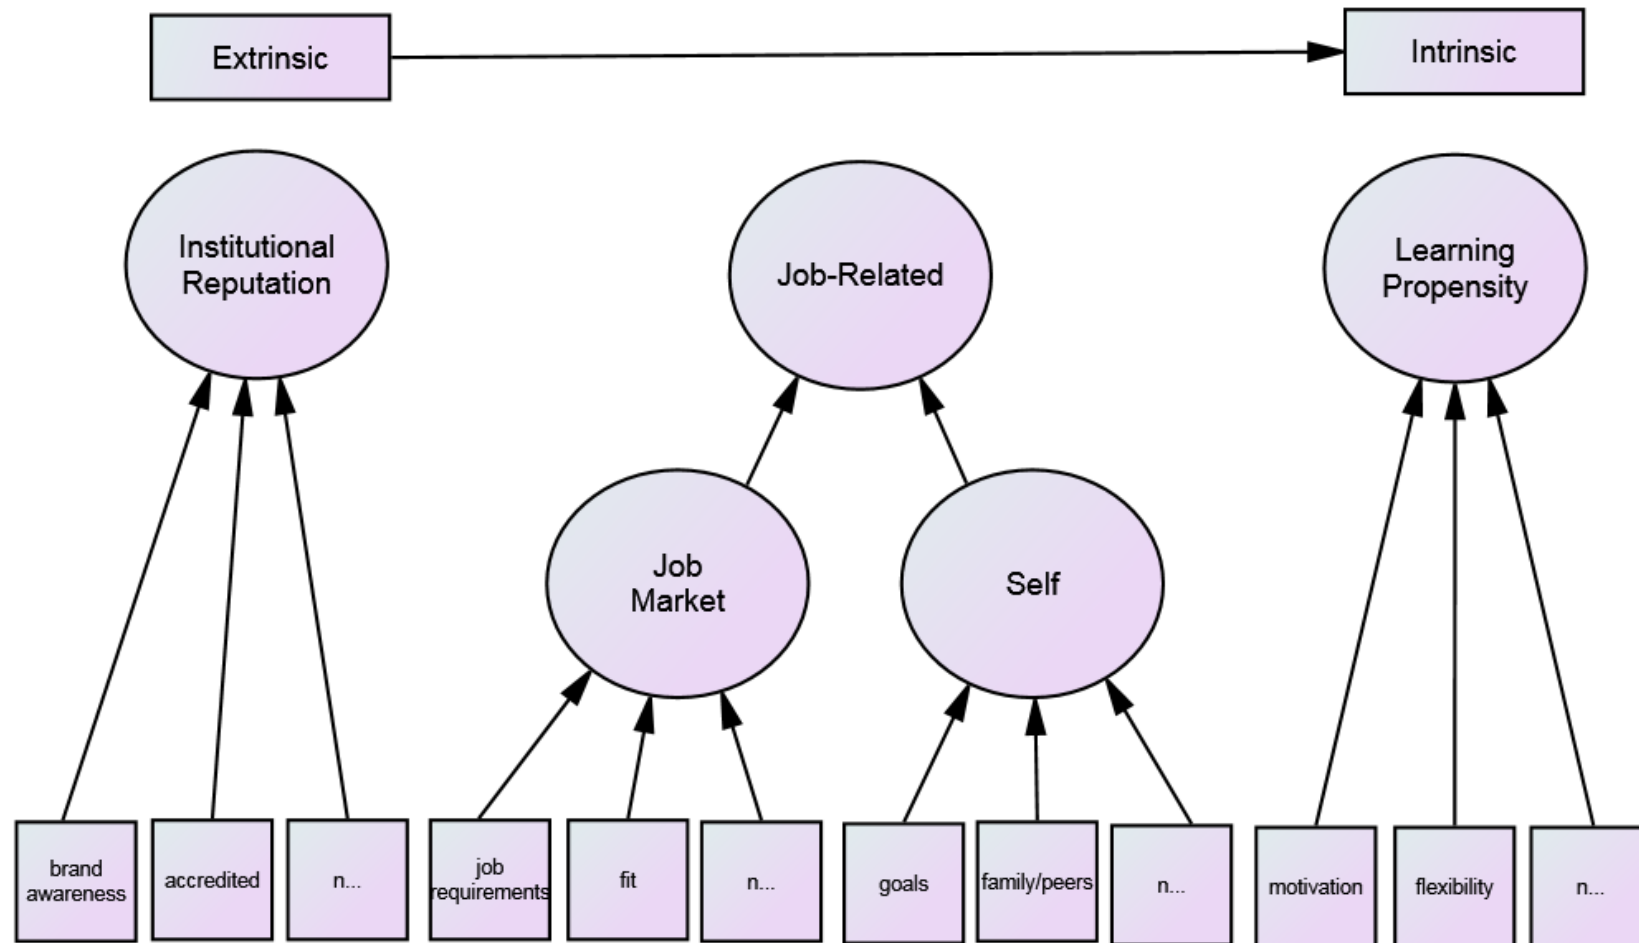 Extrinsic
Intrinsic
Institutional
Reputation
Job-Related
Learning
Propensity
Job
Market
Self
brand
awareness
accredited
n...
job
requirements
fit
n...
goals
family/peers
n...
motivation
flexibility
n...